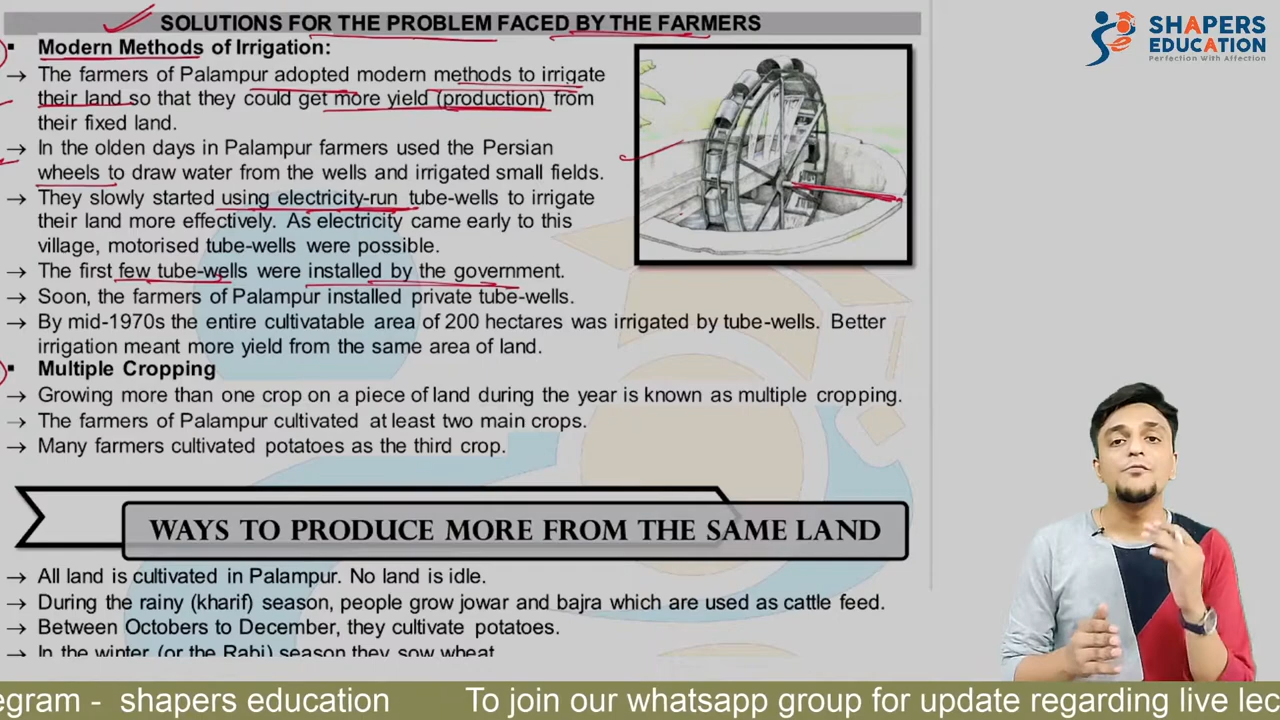 SOLUTIONS FOR THE PROBLEM FACED BY THE FARMERS
SHAPERS
EDUCATION
Perfection With Affection
▪ Modern Methods of Irrigation:
→ The farmers of Palampur adopted modern methods to irrigate
their land so that they could get more yield (production) from
their fixed land.
→ In the olden days in Palampur farmers used the Persian
wheels to draw water from the wells and irrigated small fields.
→ They slowly started using electricity-run tube-wells to irrigate
their land more effectively. As electricity came early to this
village, motorised tube-wells were possible.
→ The first few tube-wells were installed by the government.
→ Soon, the farmers of Palampur installed private tube-wells.
→ By mid-1970s the entire cultivatable area of 200 hectares was irrigated by tube-wells. Better
irrigation meant more yield from the same area of land.
▪ Multiple Cropping
→ Growing more than one crop on a piece of land during the year is known as multiple cropping.
→ The farmers of Palampur cultivated at least two main crops.
→ Many farmers cultivated potatoes as the third crop.
WAYS TO PRODUCE MORE FROM THE SAME LAND
→ All land is cultivated in Palampur. No land is idle.
→ During the rainy (kharif) season, people grow jowar and bajra which are used as cattle feed.
→ Between Octobers to December, they cultivate potatoes.
→ In the winter (or the Rabi) season they sow wheat
egram - shapers education To join our whatsapp group for update regarding live lec